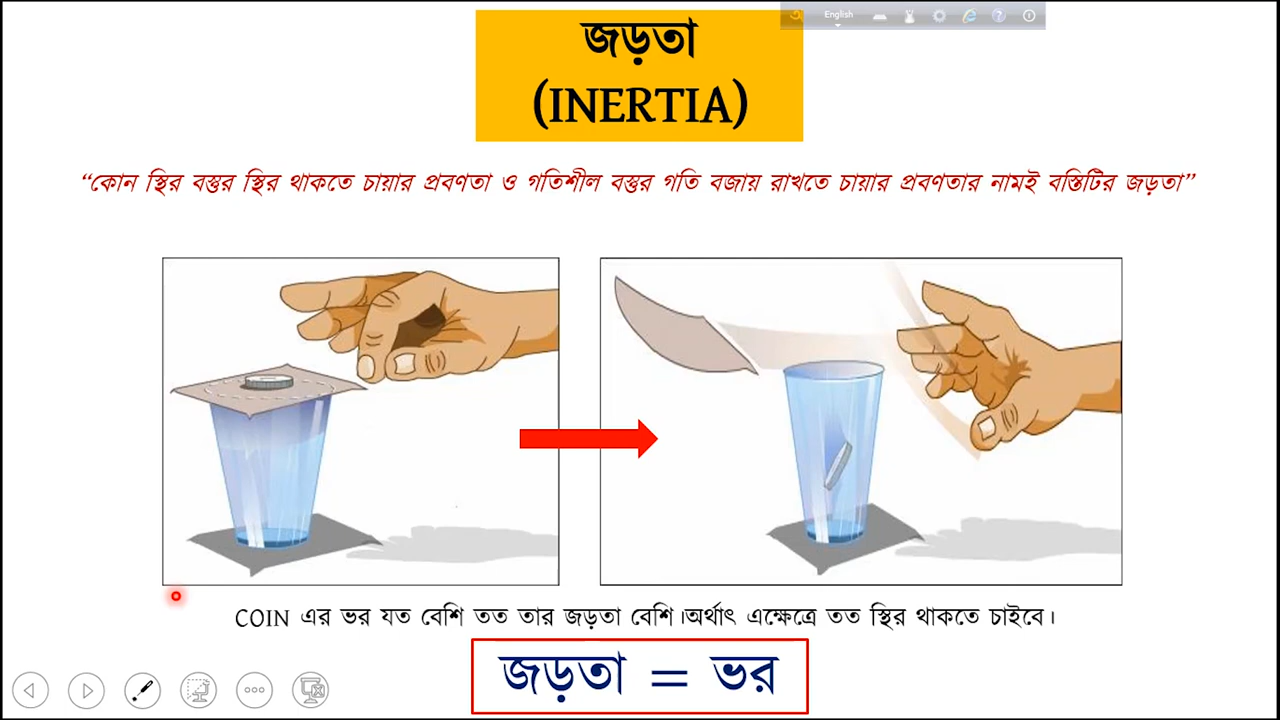 English
জড়তা
(INERTIA)
“কোন স্থির বস্তুর স্থির থাকতে চায়ার প্রবণতা ও গতিশীল বস্তুর গতি বজায় রাখতে চায়ার প্রবণতার নামই বস্তিটির জড়তা”
COIN এর ভর যত বেশি তত তার জড়তা বেশি।অর্থাৎ এক্ষেত্রে তত স্থির থাকতে চাইবে।
জড়তা = ভর